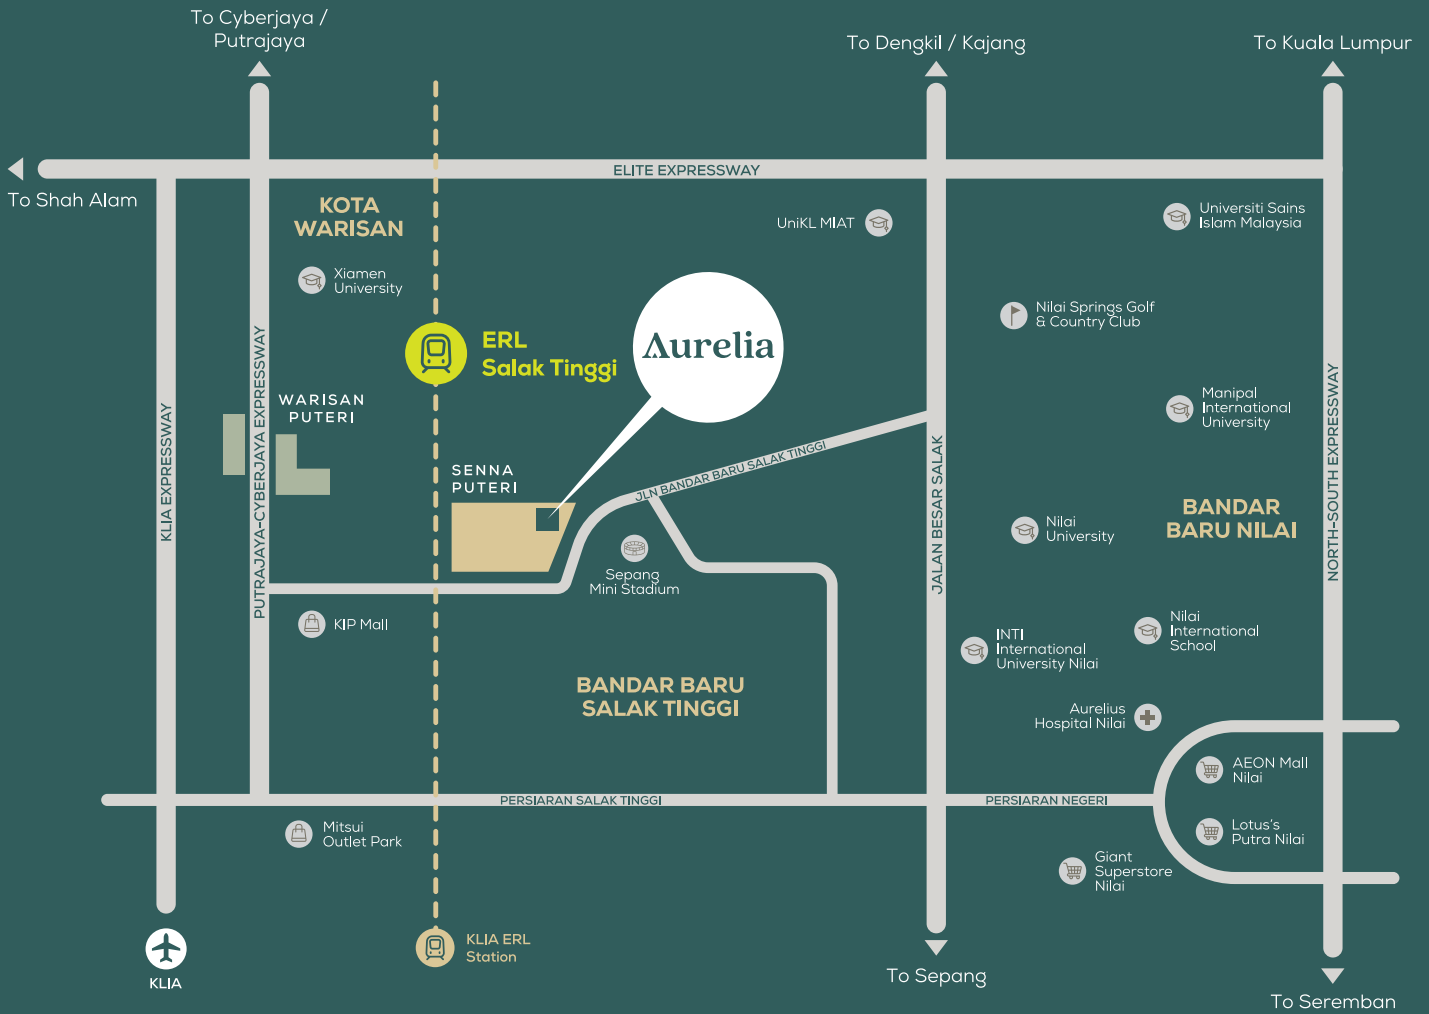 To Cyberjaya /
Putrajaya
To Dengkil / Kajang
To Kuala Lumpur
ELITE EXPRESSWAY
To Shah Alam
KOTA
WARISAN
UniKL MIAT
Universiti Sains
Islam Malaysia
Xiamen
University
Nilai Springs Golf
& Country Club
ERL
Salak Tinggi
Aurelia
WARISAN
PUTERI
Manipal
International
University
KLIA EXPRESSWAY
PUTRAJAYA-CYBERJAYA EXPRESSWAY
SENNA
PUTERI
JLN BANDAR BARU SALAK TINGGI
JALAN BESAR SALAK
NORTH-SOUTH EXPRESSWAY
BANDAR
BARU NILAI
Nilai
University
Sepang
Mini Stadium
KIP Mall
INTI
International
University Nilai
Nilai
International
School
BANDAR BARU
SALAK TINGGI
Aurelius
Hospital Nilai
AEON Mall
Nilai
PERSIARAN SALAK TINGGI
PERSIARAN NEGERI
Mitsui
Outlet Park
Lotus's
Putra Nilai
Giant
Superstore
Nilai
KLIA ERL
Station
KLIA
To Sepang
To Seremban